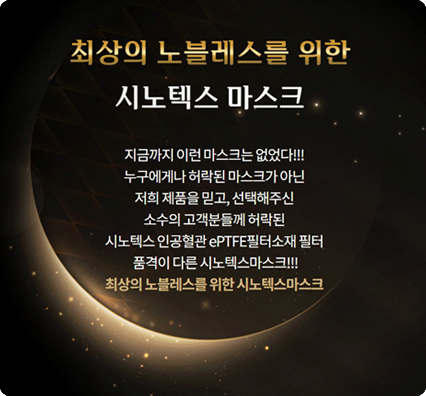 최상의 노블레스를 위한
시노텍스 마스크
지금까지 이런 마스크는 없었다!!!
누구에게나 허락된 마스크가 아닌
저희 제품을 믿고, 선택해주신
소수의 고객분들께 허락된
시노텍스 인공혈관 ePTFE필터소재 필터
품격이 다른 시노텍스마스크!!!
최상의 노블레스를 위한 시노텍스마스크